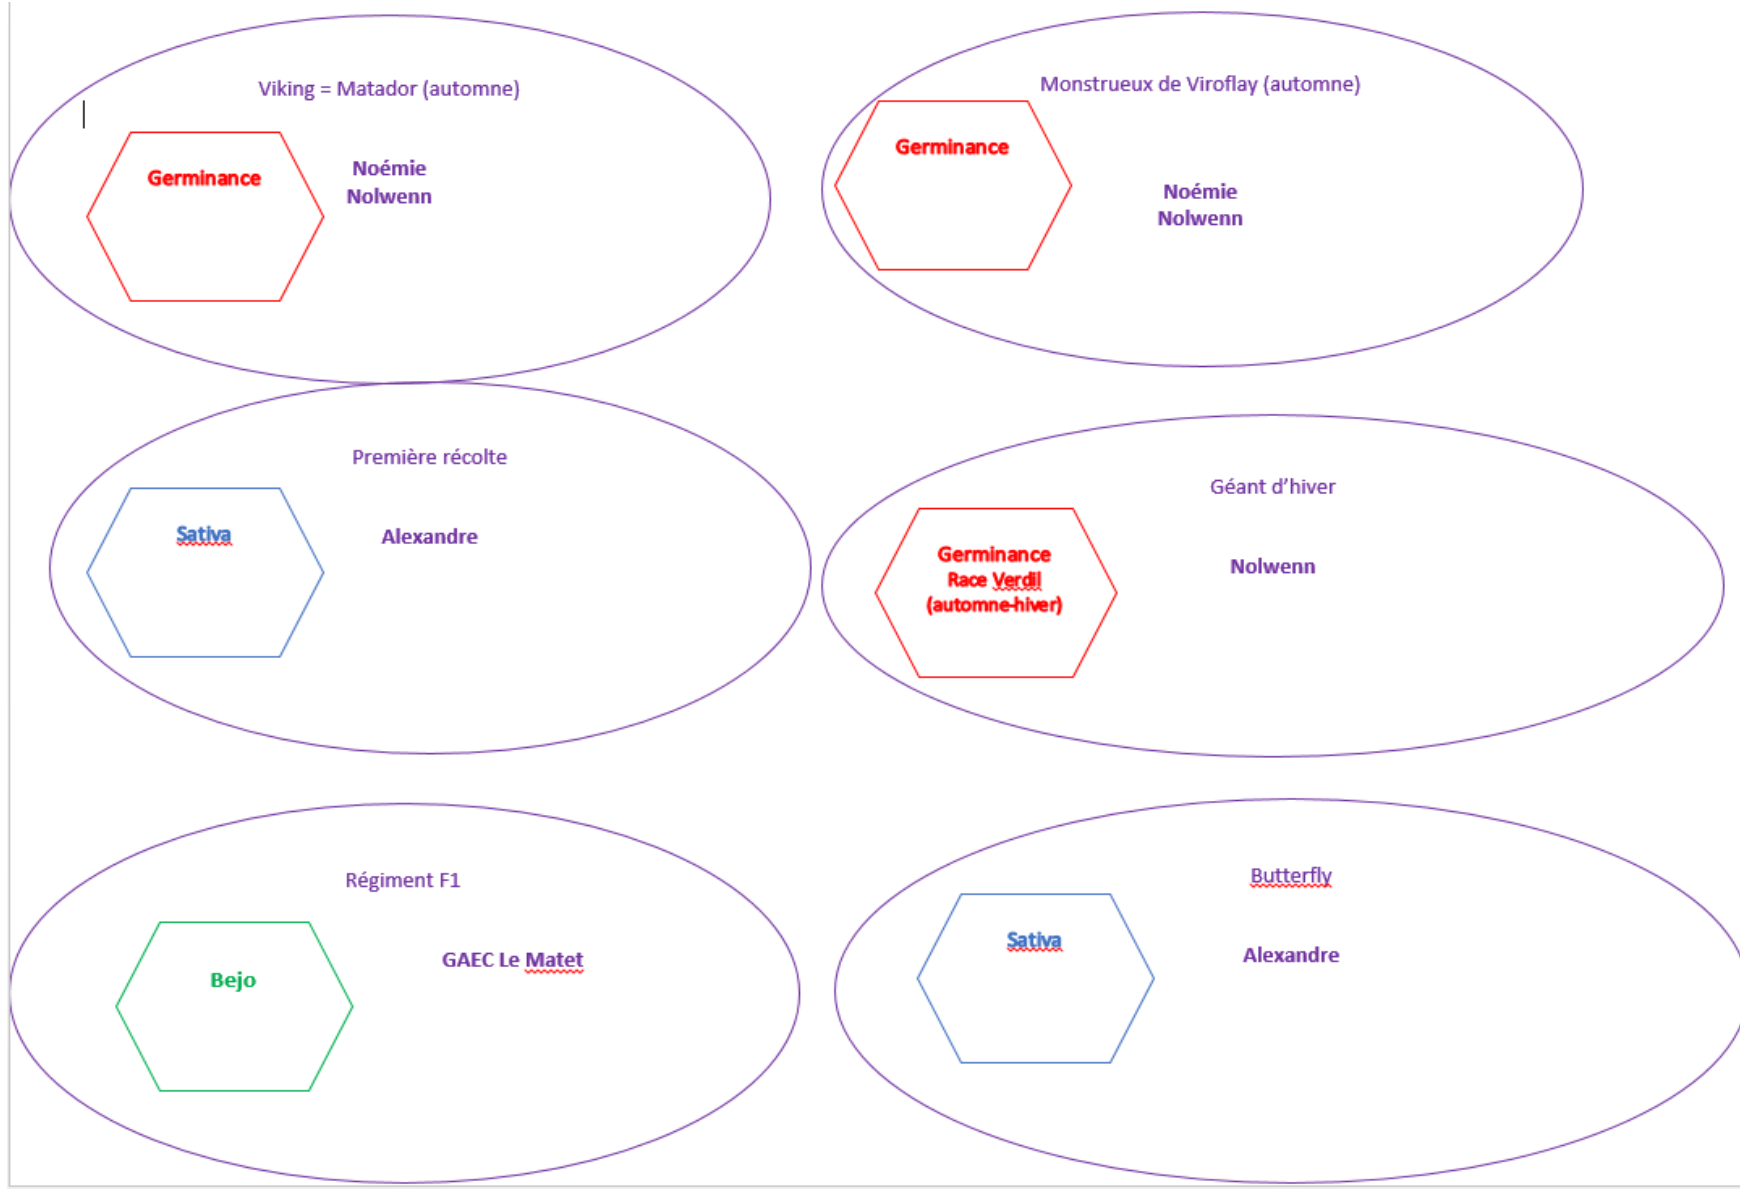 Viking = Matador (automne)
Germinance
Noémie
Nolwenn
Monstrueux de Viroflay (automne)
Germinance
Noémie
Nolwenn
Première récolte
Sativa
Alexandre
Géant d’hiver
Germinance
Race Verdil
(automne-hiver)
Nolwenn
Régiment F1
Bejo
GAEC Le Matet
Butterfly
Sativa
Alexandre